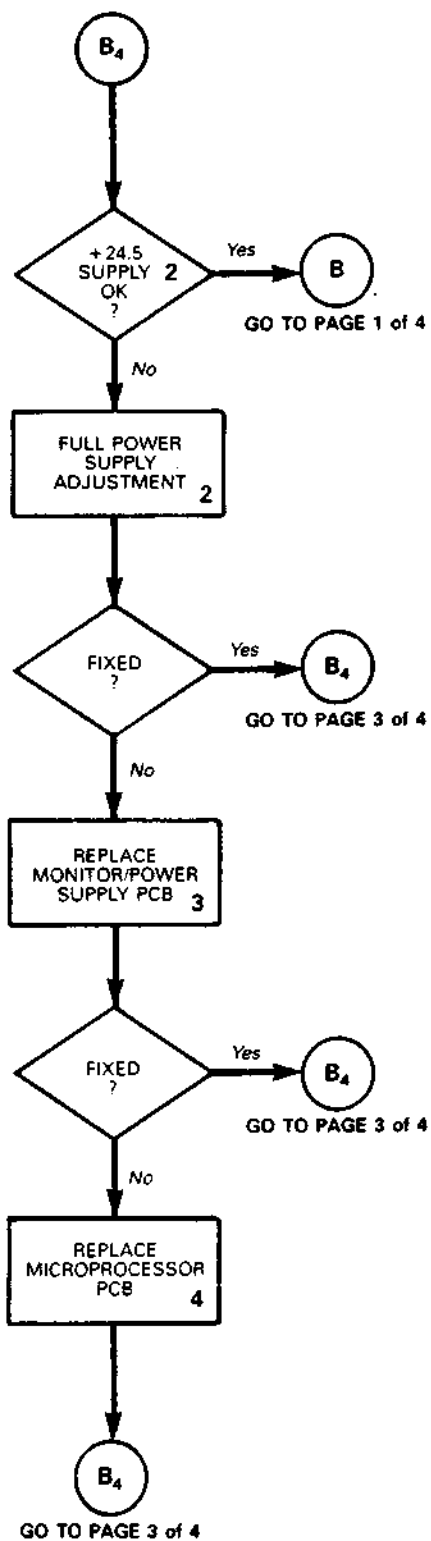 B₄
+ 24.5
SUPPLY 2
OK
?
Yes
B
GO TO PAGE 1 of 4
No
FULL POWER
SUPPLY
ADJUSTMENT
2
FIXED
?
Yes
B₄
GO TO PAGE 3 of 4
No
REPLACE
MONITOR/POWER
SUPPLY PCB
3
FIXED
?
Yes
B₄
GO TO PAGE 3 of 4
No
REPLACE
MICROPROCESSOR
PCB
4
B₄
GO TO PAGE 3 of 4